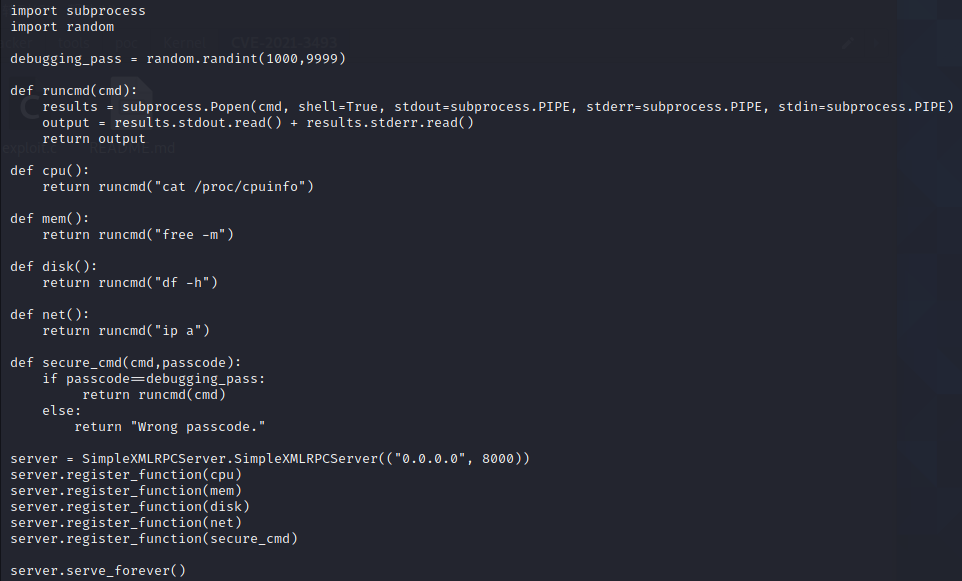 import subprocess
import random
debugging_pass = random.randint(1000,9999)
def runcmd(cmd):
    results = subprocess.Popen(cmd, shell=True, stdout=subprocess.PIPE, stderr=subprocess.PIPE, stdin=subprocess.PIPE)
    output = results.stdout.read() + results.stderr.read()
    return output
def cpu():
    return runcmd("cat /proc/cpuinfo")
def mem():
    return runcmd("free -m")
def disk():
    return runcmd("df -h")
def net():
    return runcmd("ip a")
def secure_cmd(cmd,passcode):
    if passcode==debugging_pass:
         return runcmd(cmd)
    else:
        return "Wrong passcode."
server = SimpleXMLRPCServer.SimpleXMLRPCServer(("0.0.0.0", 8000))
server.register_function(cpu)
server.register_function(mem)
server.register_function(disk)
server.register_function(net)
server.register_function(secure_cmd)
server.serve_forever()